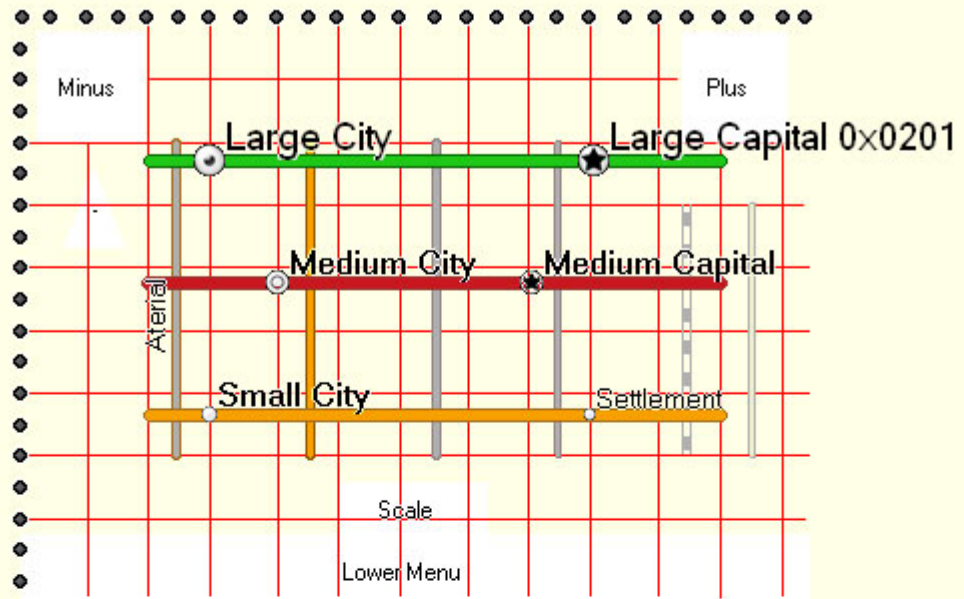 Minus
Plus
Large City
Large Capital 0x0201
Medium City
Medium Capital
Aterial
Small City
Settlement
Scale
Lower Menu